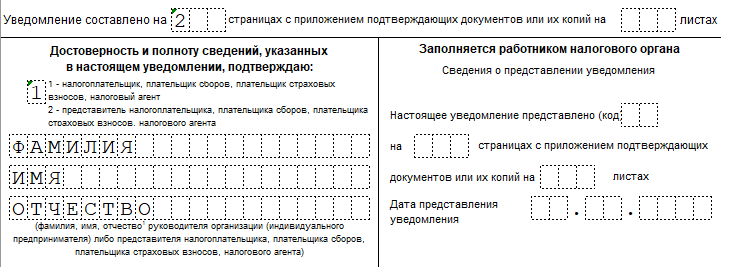 Уведомление составлено на 2 страницах с приложением подтверждающих документов или их копий на листах
Достоверность и полноту сведений, указанных
в настоящем уведомлении, подтверждаю:
1
1 - налогоплательщик, плательщик сборов, плательщик страховых
взносов, налоговый агент
2 - представитель налогоплательщика, плательщика сборов, плательщика
страховых взносов. налогового агента
ФАМИЛИЯ
ИМЯ
ОТЧЕСТВО
(фамилия, имя, отчество руководителя организации (индивидуального
предпринимателя) либо представителя налогоплательщика, плательщика сборов,
плательщика страховых взносов, налогового агента)
Заполняется работником налогового органа
Сведения о представлении уведомления
Настоящее уведомление представлено (код
на страницах с приложением подтверждающих
документов или их копий на листах
Дата представления
уведомления . .